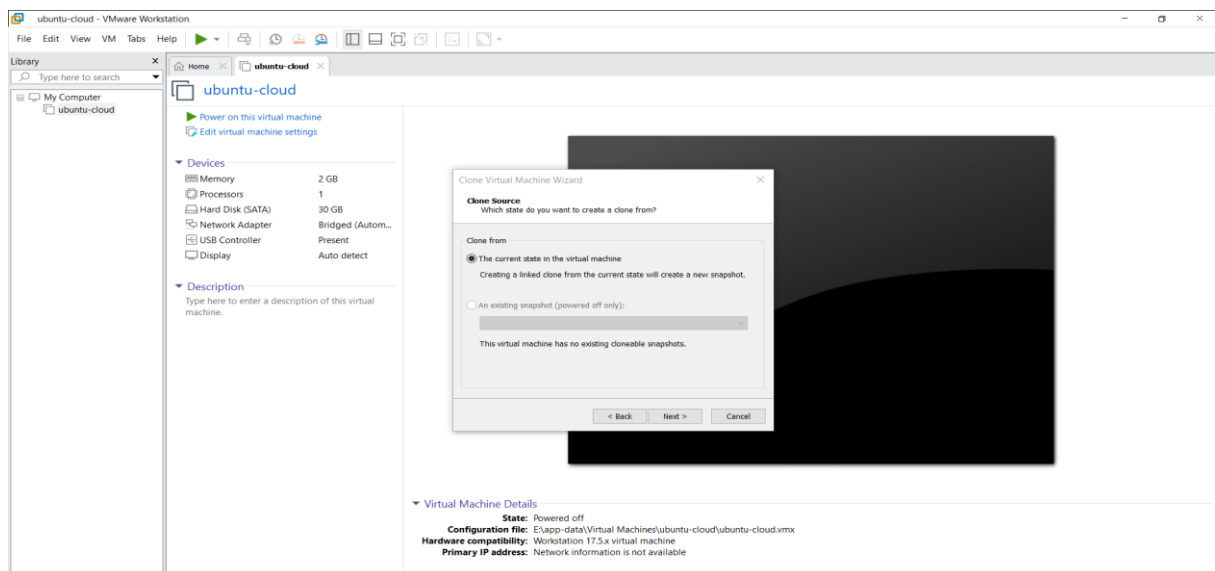 ubuntu-cloud - VMware Workstation
File Edit View VM Tabs Help
Library
Type here to search
My Computer
ubuntu-cloud
Home
ubuntu-cloud
ubuntu-cloud
Power on this virtual machine
Edit virtual machine settings
Devices
Memory 2 GB
Processors 1
Hard Disk (SATA) 30 GB
Network Adapter Bridged (Autom...
USB Controller Present
Display Auto detect
Description
Type here to enter a description of this virtual
machine.
Clone Virtual Machine Wizard
Clone Source
Which state do you want to create a clone from?
Clone from
The current state in the virtual machine
Creating a linked clone from the current state will create a new snapshot.
An existing snapshot (powered off only):
This virtual machine has no existing cloneable snapshots.
< Back Next > Cancel
Virtual Machine Details
State: Powered off
Configuration file: E:\app-data\Virtual Machines\ubuntu-cloud\ubuntu-cloud.vmx
Hardware compatibility: Workstation 17.5.x virtual machine
Primary IP address: Network information is not available